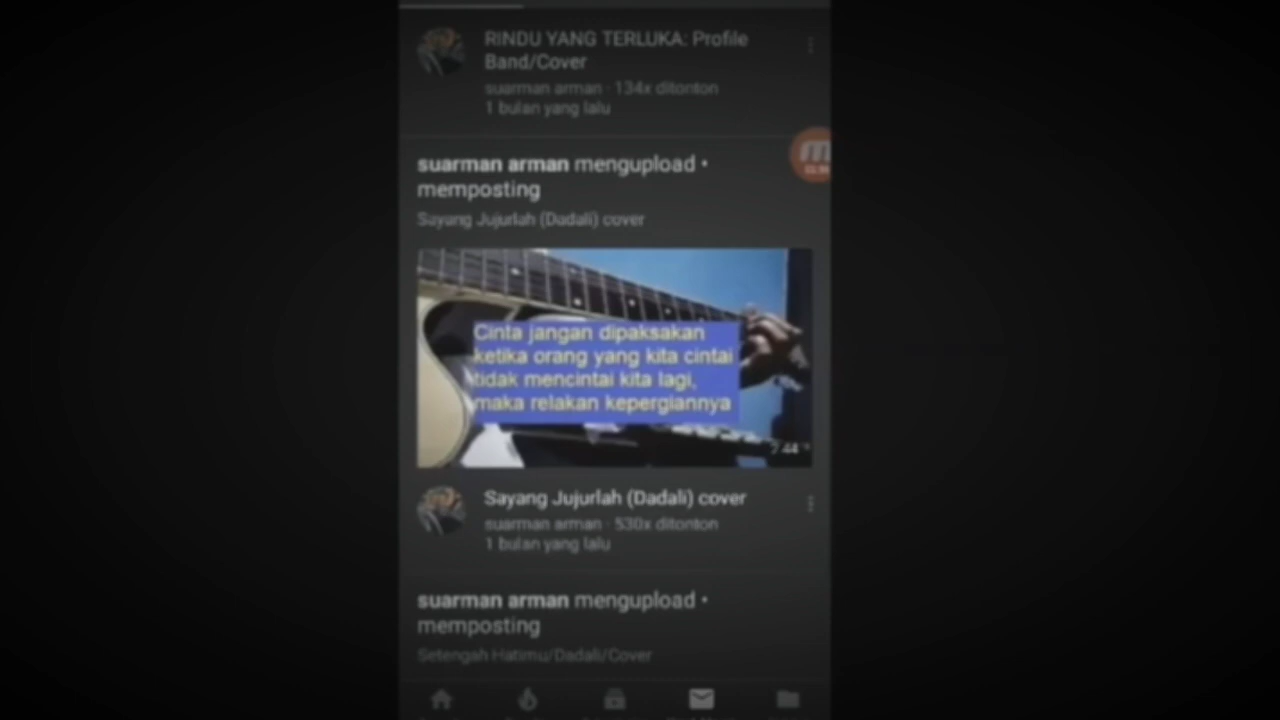 RINDU YANG TERLUKA: Profile
Band/Cover
suarman arman · 134x ditonton
1 bulan yang lalu
suarman arman mengupload •
memposting
Sayang Jujurlah (Dadali) cover
Cinta jangan dipaksakan
ketika orang yang kita cintai
tidak mencintai kita lagi,
maka relakan kepergiannya
7.44
Sayang Jujurlah (Dadali) cover
suarman arman · 530x ditonton
1 bulan yang lalu
suarman arman mengupload •
memposting
Setengah Hatimu/Dadali/Cover